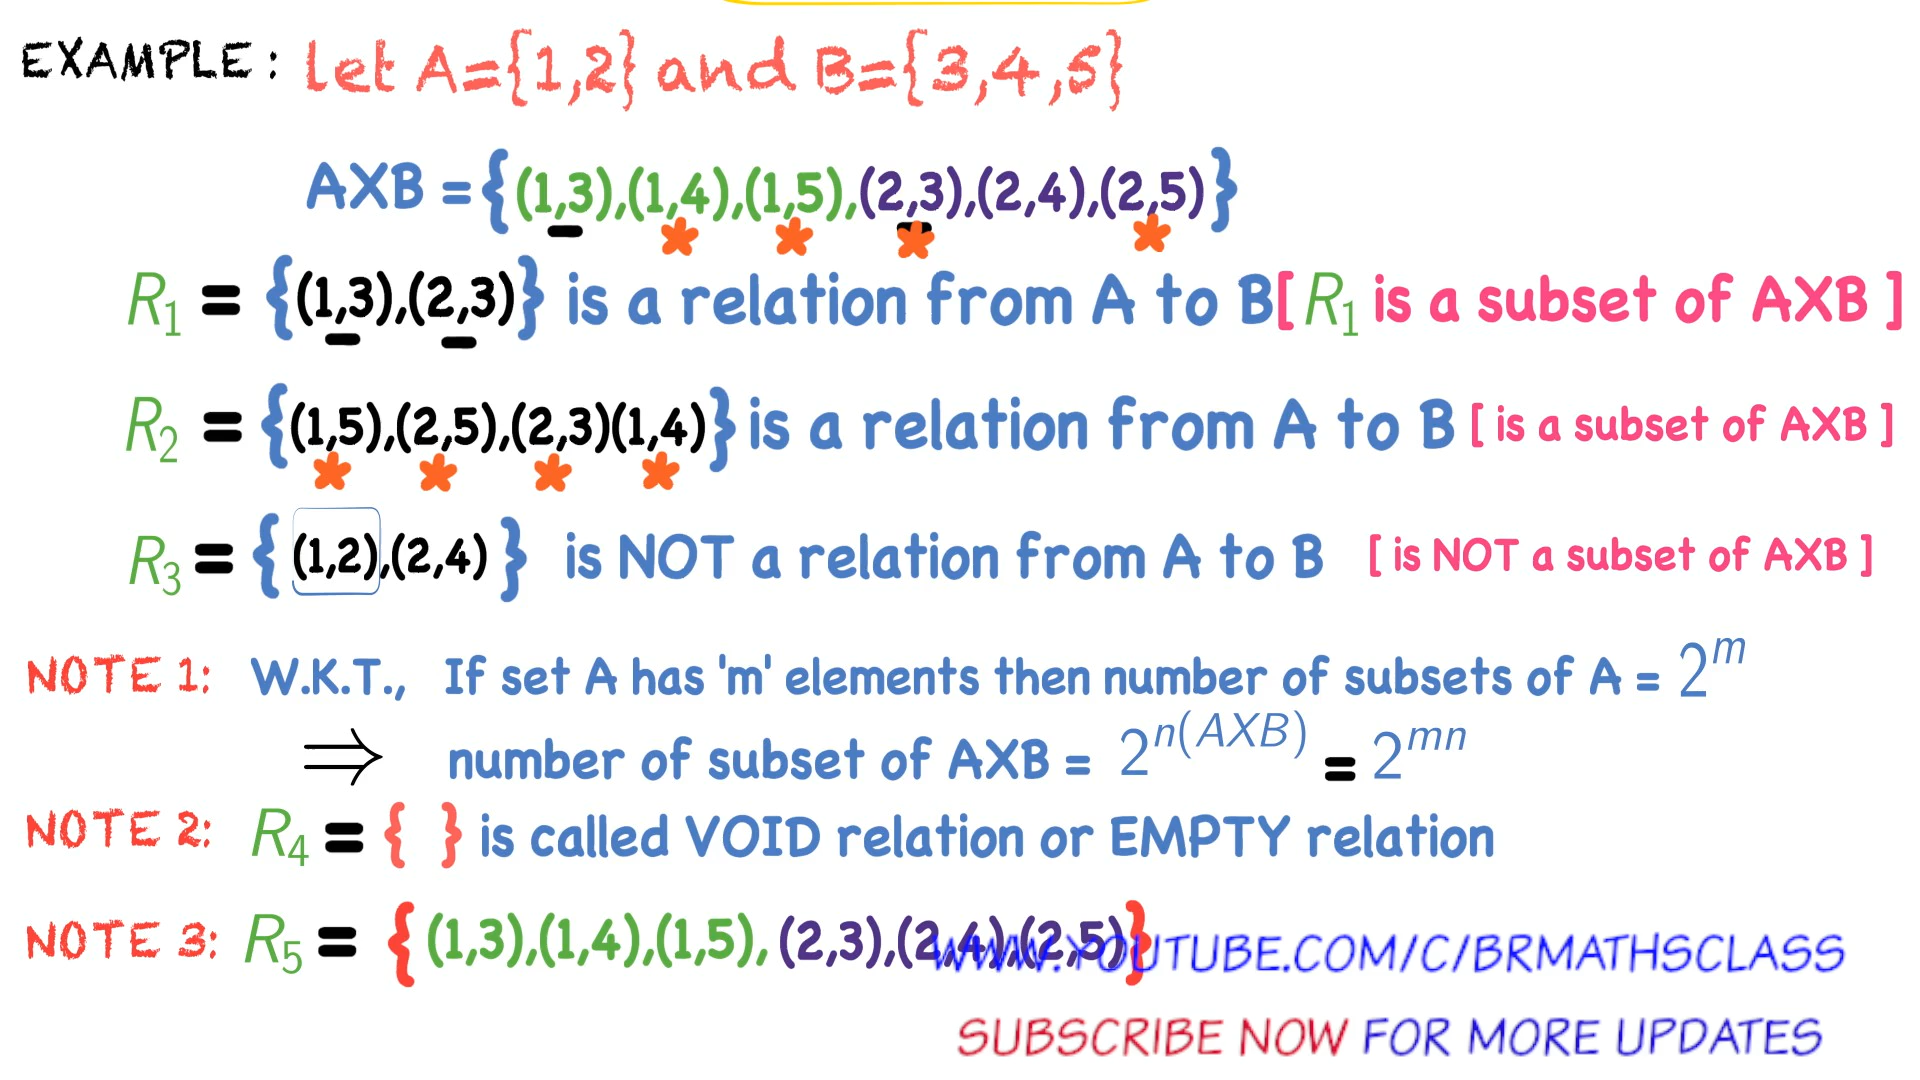 EXAMPLE : let A={1,2} and B={3,4,5}
AXB = {(1,3),(1,4),(1,5),(2,3),(2,4),(2,5)}
R₁ = {(1,3),(2,3)} is a relation from A to B[ R₁ is a subset of AXB ]
R₂ = {(1,5),(2,5),(2,3)(1,4)} is a relation from A to B [ is a subset of AXB ]
R₃ = { (1,2),(2,4) } is NOT a relation from A to B [ is NOT a subset of AXB ]
NOTE 1: W.K.T., If set A has 'm' elements then number of subsets of A = 2^m
⇒ number of subset of AXB = 2^n(AXB) = 2^mn
NOTE 2: R₄ = { } is called VOID relation or EMPTY relation
NOTE 3: R₅ = { (1,3),(1,4),(1,5), (2,3),(2,4),(2,5)}
WWW.YOUTUBE.COM/C/BRMATHSCLASS
SUBSCRIBE NOW FOR MORE UPDATES